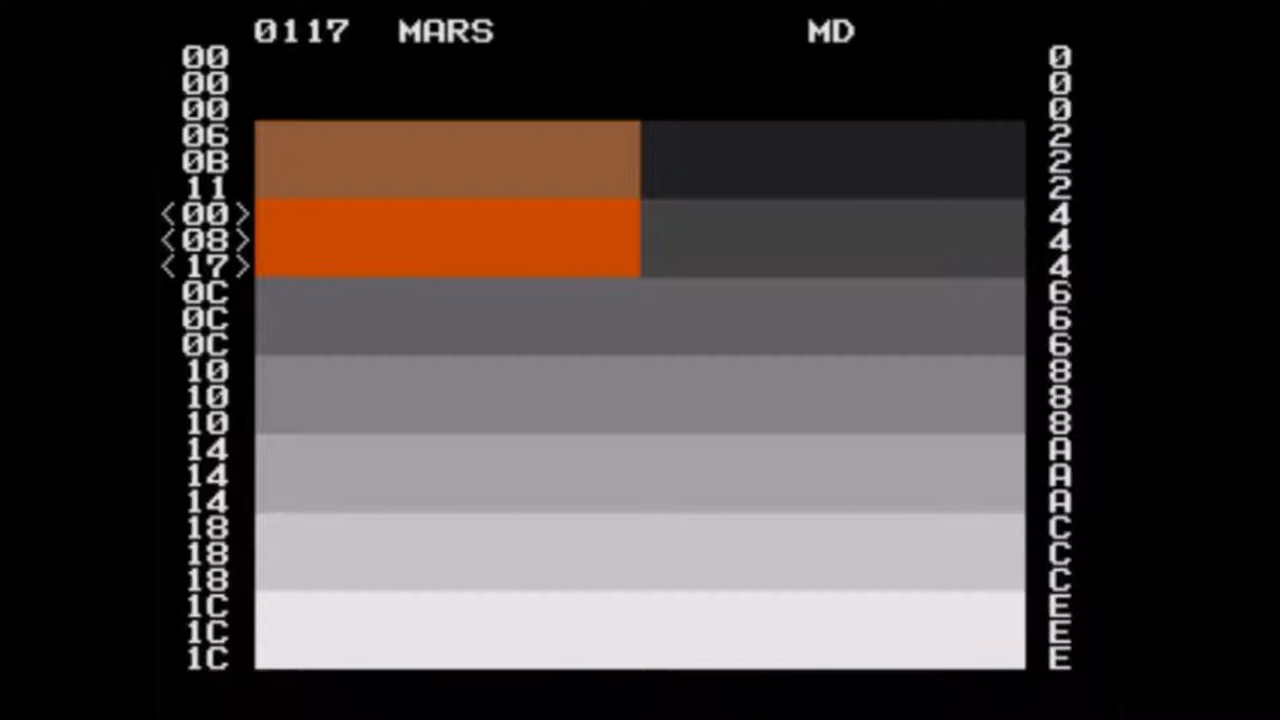 0117 MARS MD
00 0
00 0
00 0
06 2
0B 2
11 2
<00> 4
<08> 4
<17> 4
0C 6
0C 6
0C 6
10 8
10 8
10 8
14 A
14 A
14 A
18 C
18 C
18 C
1C E
1C E
1C E